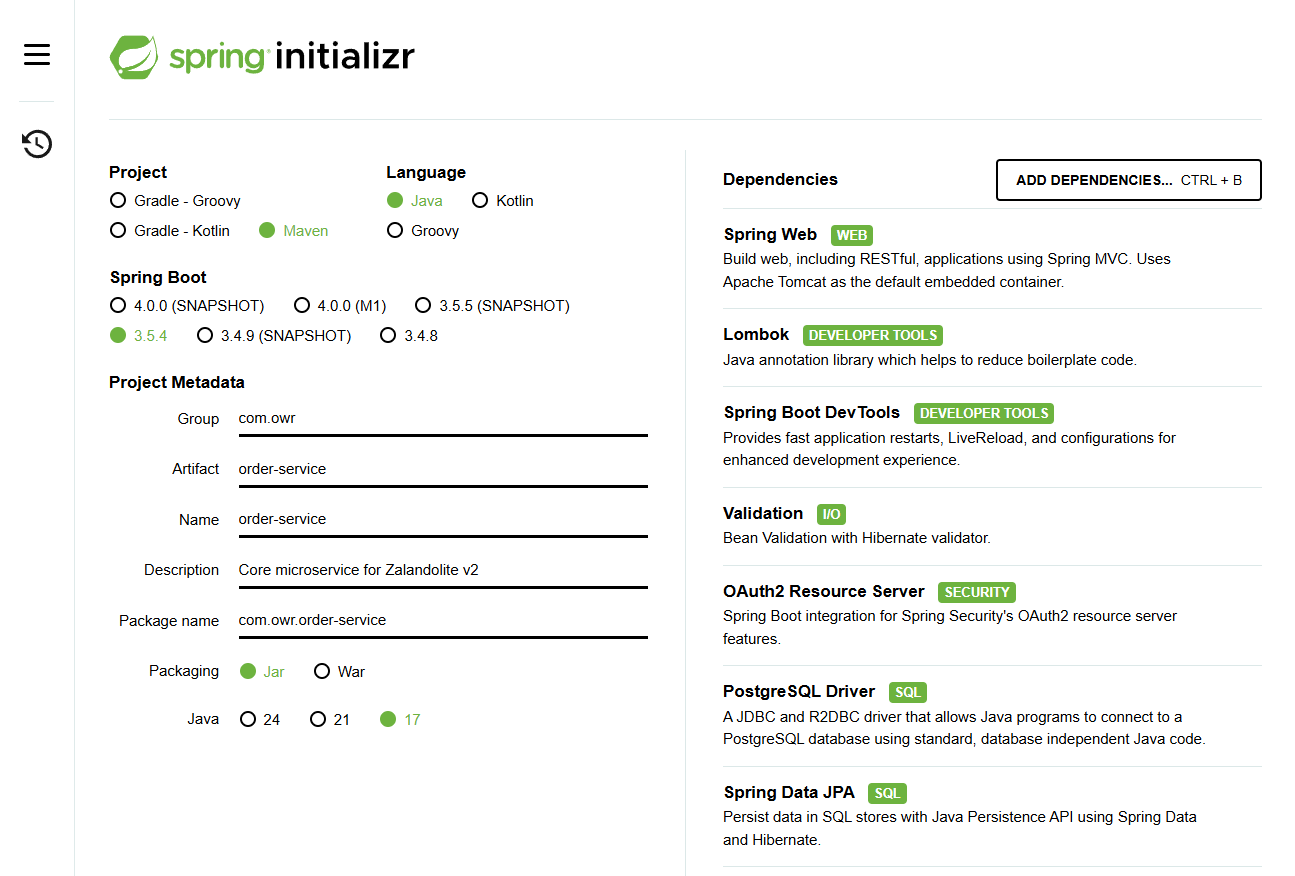 spring initializr
Project
Gradle - Groovy
Gradle - Kotlin Maven
Language
Java Kotlin
Groovy
Spring Boot
4.0.0 (SNAPSHOT) 4.0.0 (M1) 3.5.5 (SNAPSHOT)
3.5.4 3.4.9 (SNAPSHOT) 3.4.8
Project Metadata
Group com.owr
Artifact order-service
Name order-service
Description Core microservice for Zalandolite v2
Package name com.owr.order-service
Packaging Jar War
Java 24 21 17
Dependencies ADD DEPENDENCIES... CTRL + B
Spring Web WEB
Build web, including RESTful, applications using Spring MVC. Uses
Apache Tomcat as the default embedded container.
Lombok DEVELOPER TOOLS
Java annotation library which helps to reduce boilerplate code.
Spring Boot DevTools DEVELOPER TOOLS
Provides fast application restarts, LiveReload, and configurations for
enhanced development experience.
Validation I/O
Bean Validation with Hibernate validator.
OAuth2 Resource Server SECURITY
Spring Boot integration for Spring Security's OAuth2 resource server
features.
PostgreSQL Driver SQL
A JDBC and R2DBC driver that allows Java programs to connect to a
PostgreSQL database using standard, database independent Java code.
Spring Data JPA SQL
Persist data in SQL stores with Java Persistence API using Spring Data
and Hibernate.